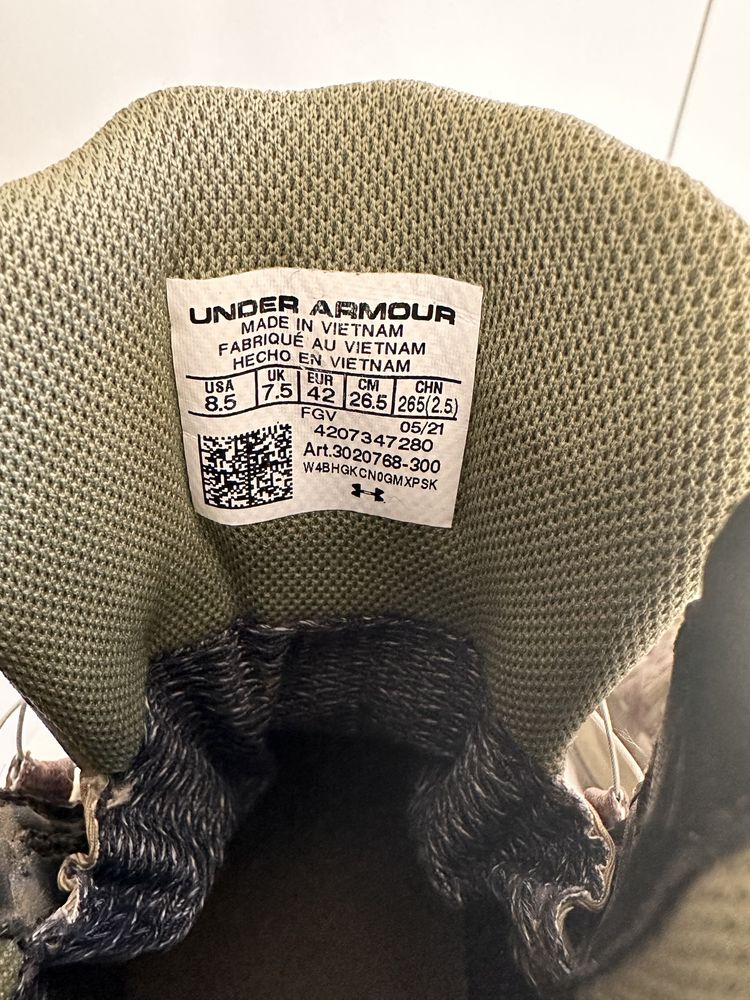 UNDER ARMOUR
MADE IN VIETNAM
FABRIQUÉ AU VIETNAM
HECHO EN VIETNAM
USA UK EUR CM CHN
8.5 7.5 42 26.5 265(2.5)
FGV 05/21
4207347280
Art.3020768-300
W4BHGKCN0GMXPSK